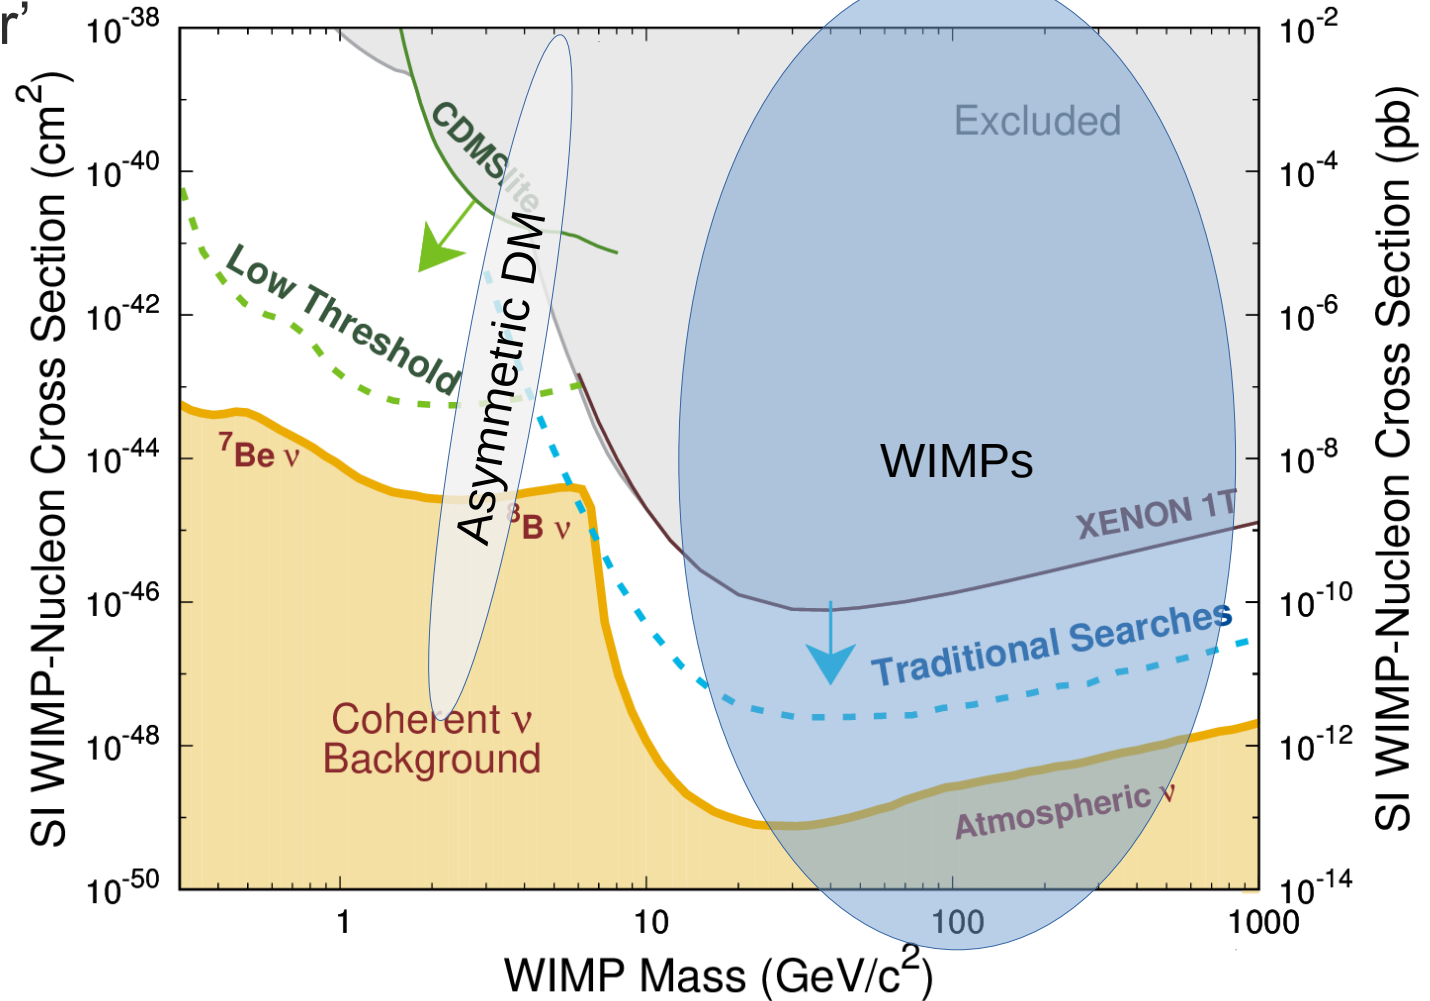 r’
SI WIMP-Nucleon Cross Section (cm²)
10⁻³⁸
10⁻⁴⁰
10⁻⁴²
10⁻⁴⁴
10⁻⁴⁶
10⁻⁴⁸
10⁻⁵⁰
CDMSlite
Excluded
Low Threshold
Asymmetric DM
WIMPs
⁷Be ν
⁸B ν
XENON 1T
Traditional Searches
Coherent ν
Background
Atmospheric ν
10⁻²
10⁻⁴
10⁻⁶
10⁻⁸
10⁻¹⁰
10⁻¹²
10⁻¹⁴
SI WIMP-Nucleon Cross Section (pb)
1 10 100 1000
WIMP Mass (GeV/c²)